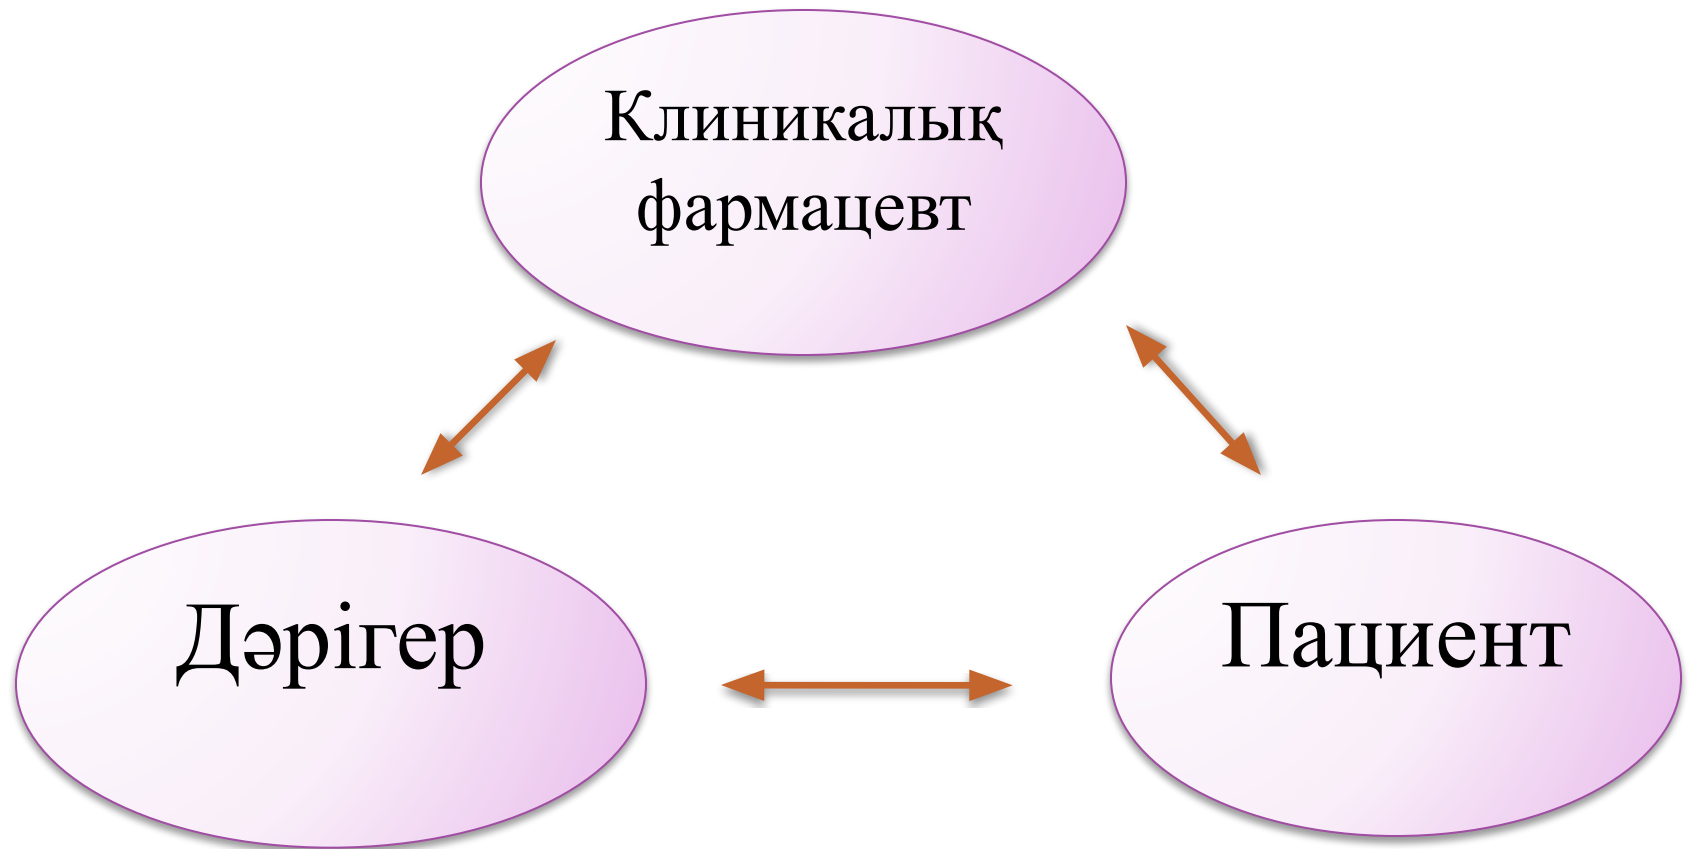 Клиникалық
фармацевт
Дәрігер
Пациент